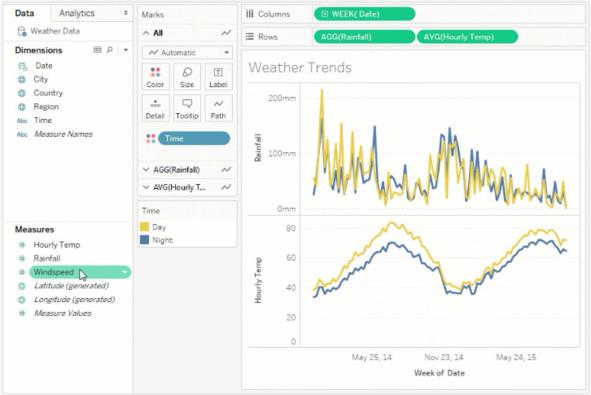 Data Analytics
Weather Data
Dimensions
Date
City
Country
Region
Abc Time
Abc Measure Names
Measures
# Hourly Temp
# Rainfall
# Windspeed
Latitude (generated)
Longitude (generated)
# Measure Values
Marks
All
Automatic
Color Size Label
Detail Tooltip Path
Time
AGG(Rainfall)
AVG(Hourly T...
Time
Day
Night
Columns WEEK( Date)
Rows AGG(Rainfall) AVG(Hourly Temp)
Weather Trends
Rainfall
200mm
100mm
0mm
Hourly Temp
80
60
40
20
0
May 25, 14 Nov 23, 14 May 24, 15
Week of Date